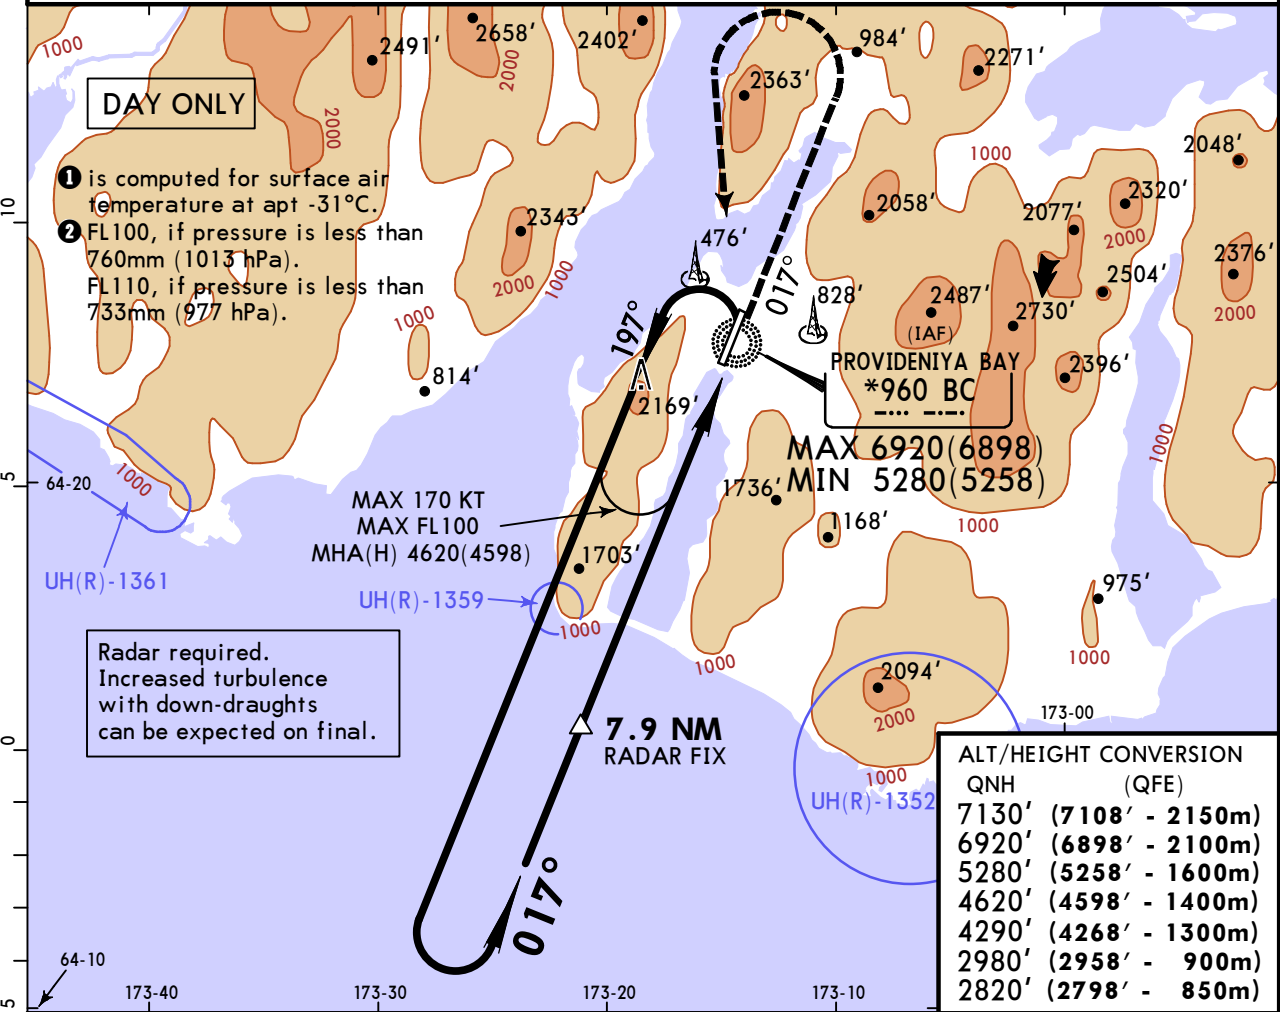 1000
2491′
2658′
2000
2402′
984′
2271′
2363′
DAY ONLY
2000
1 is computed for surface air
temperature at apt -31°C.
2 FL100, if pressure is less than
760mm (1013 hPa).
FL110, if pressure is less than
733mm (977 hPa).
1000
2048′
2320′
2058′
2077′
2000
10
2343′
2000
1000
476′
2376′
2000
2504′
017°
828′
2487′
2730′
197°
1000
(IAF)
PROVIDENIYA BAY
*960 BC
2396′
814′
2169′
MAX 6920(6898)
MIN 5280(5258)
1000
5
64-20
1000
1736′
MAX 170 KT
MAX FL100
MHA(H) 4620(4598)
1168′
1000
1703′
UH(R)-1361
UH(R)-1359
975′
1000
1000
1000
Radar required.
Increased turbulence
with down-draughts
can be expected on final.
2094′
2000
173-00
7.9 NM
RADAR FIX
0
1000
UH(R)-1352
017°
64-10
5
173-40
173-30
173-20
173-10
ALT/HEIGHT CONVERSION
QNH (QFE)
7130′ (7108′ - 2150m)
6920′ (6898′ - 2100m)
5280′ (5258′ - 1600m)
4620′ (4598′ - 1400m)
4290′ (4268′ - 1300m)
2980′ (2958′ - 900m)
2820′ (2798′ - 850m)